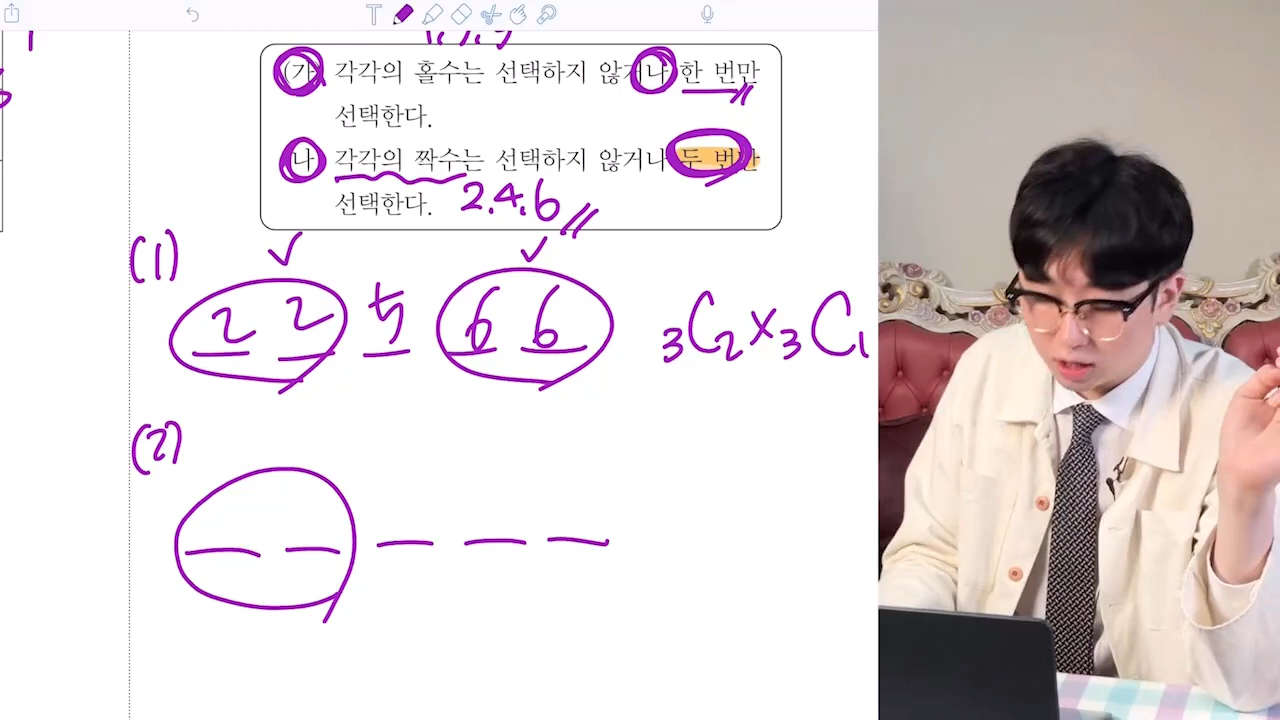 (가) 각각의 홀수는 선택하지 않거나 한 번만
선택한다.
(나) 각각의 짝수는 선택하지 않거나 두 번만
선택한다. 2.4.6
(1)
2 2 5 6 6 ₃C₂×₃C₁
(2)